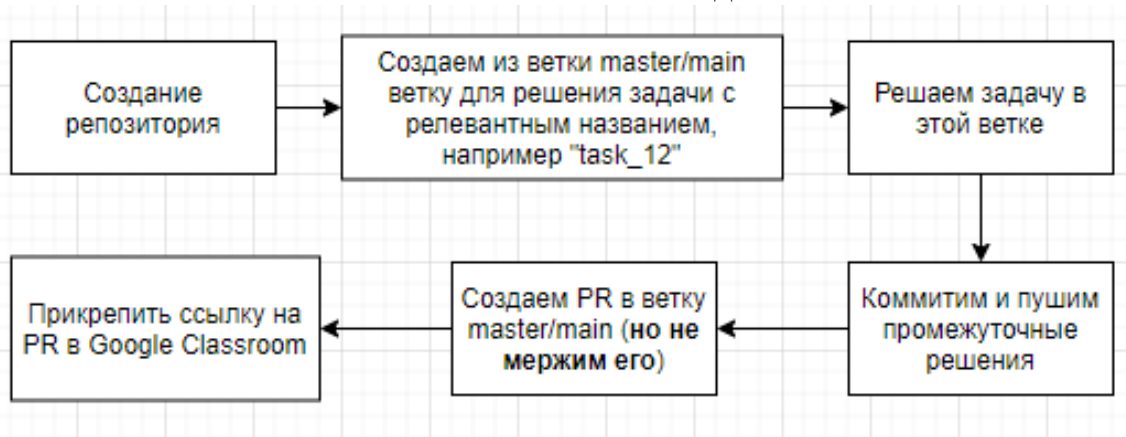 Создание
репозитория
Создаем из ветки master/main
ветку для решения задачи с
релевантным названием,
например "task_12"
Решаем задачу в
этой ветке
Коммитим и пушим
промежуточные
решения
Создаем PR в ветку
master/main (но не
мержим его)
Прикрепить ссылку на
PR в Google Classroom